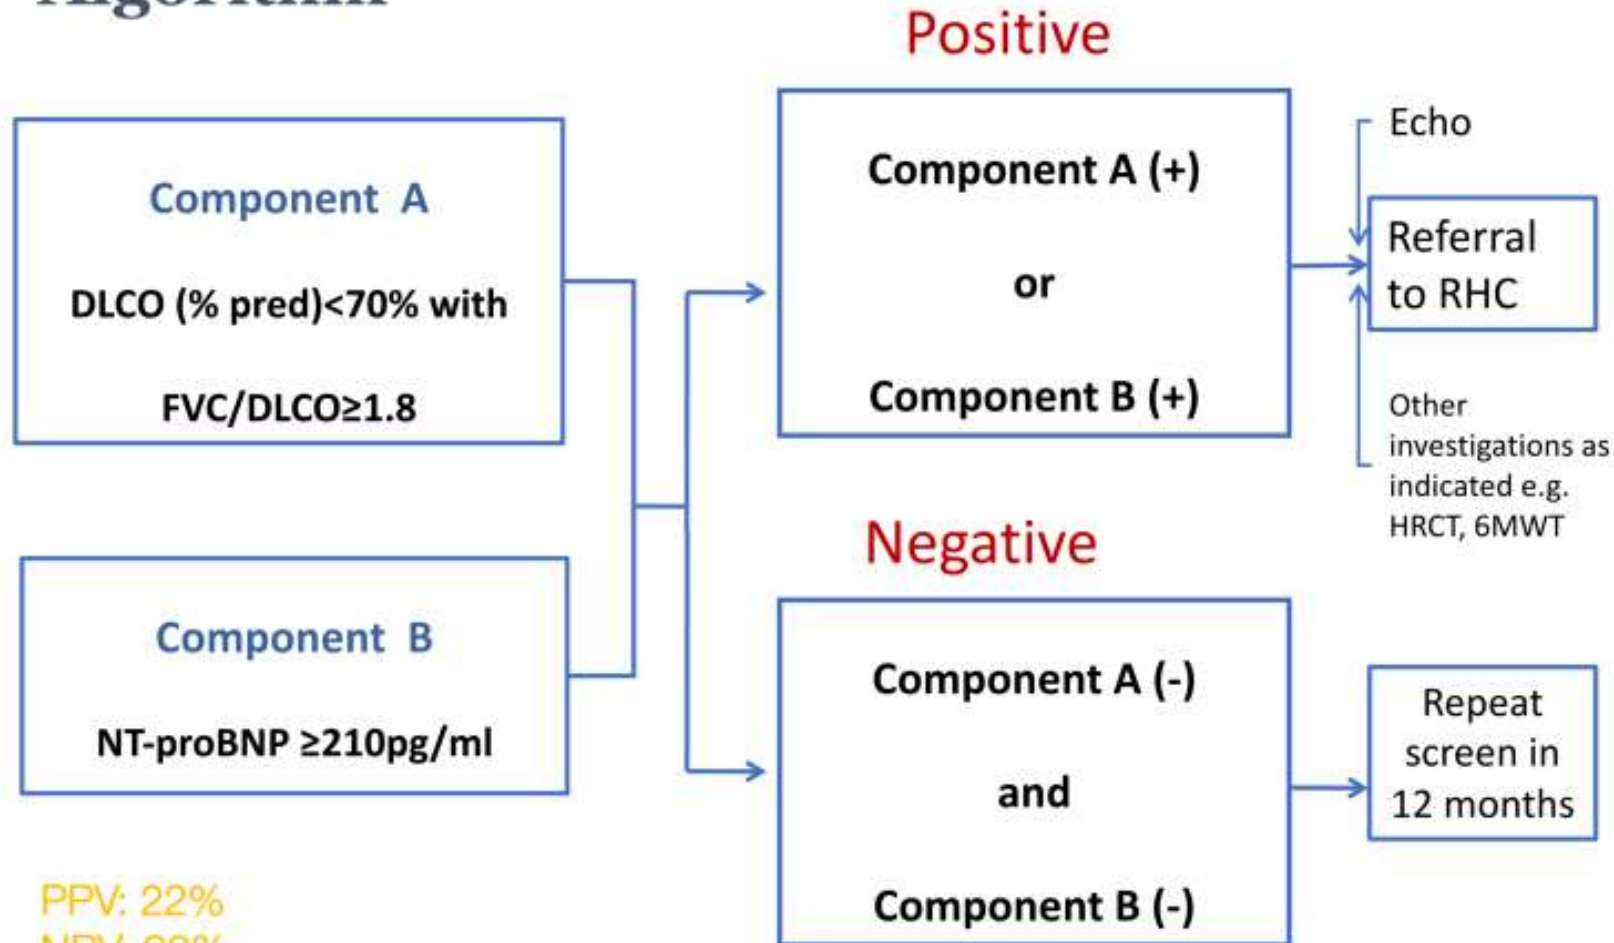 Algorithm
Positive
Component A
DLCO (% pred)<70% with
FVC/DLCO≥1.8
Component A (+)
or
Component B (+)
Echo
Referral
to RHC
Other
investigations as
indicated e.g.
HRCT, 6MWT
Component B
NT-proBNP ≥210pg/ml
Negative
Component A (-)
and
Component B (-)
Repeat
screen in
12 months
PPV: 22%